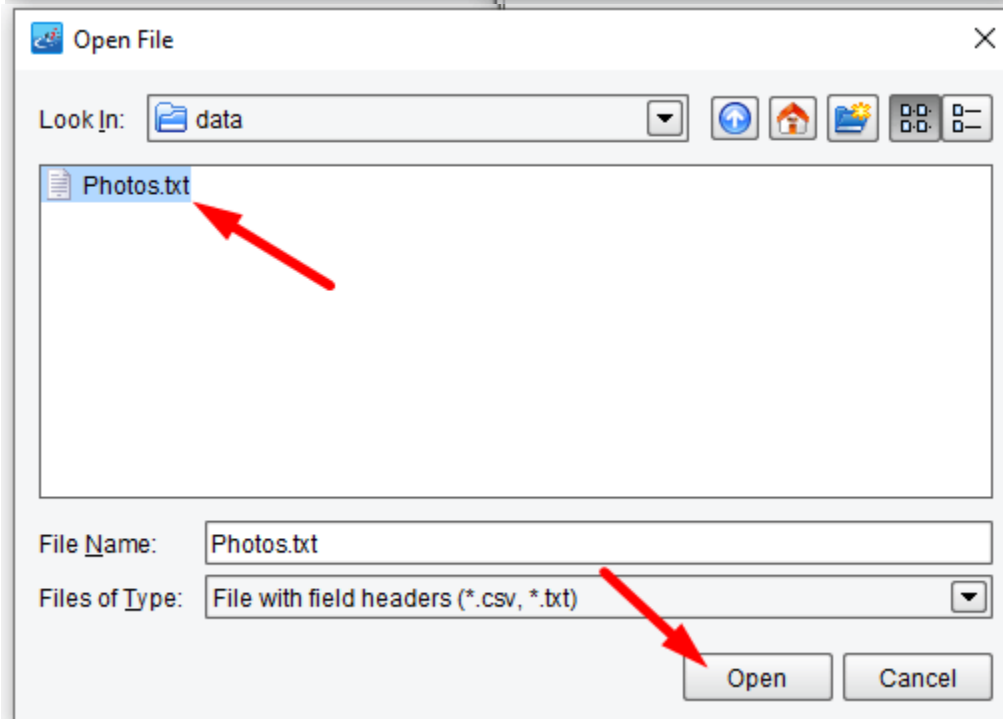 Open File
Look In: data
Photos.txt
File Name: Photos.txt
Files of Type: File with field headers (*.csv, *.txt)
Open Cancel